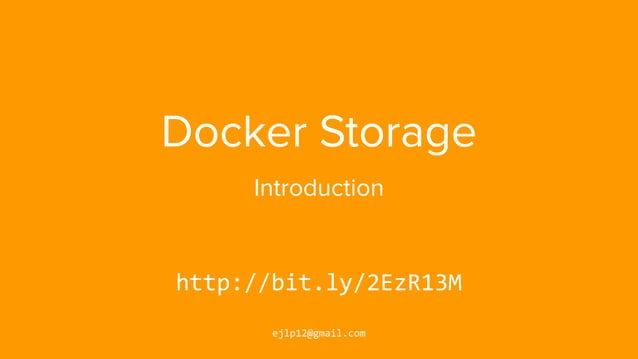 Docker Storage
Introduction
http://bit.ly/2EzR13M
ejlp12@gmail.com